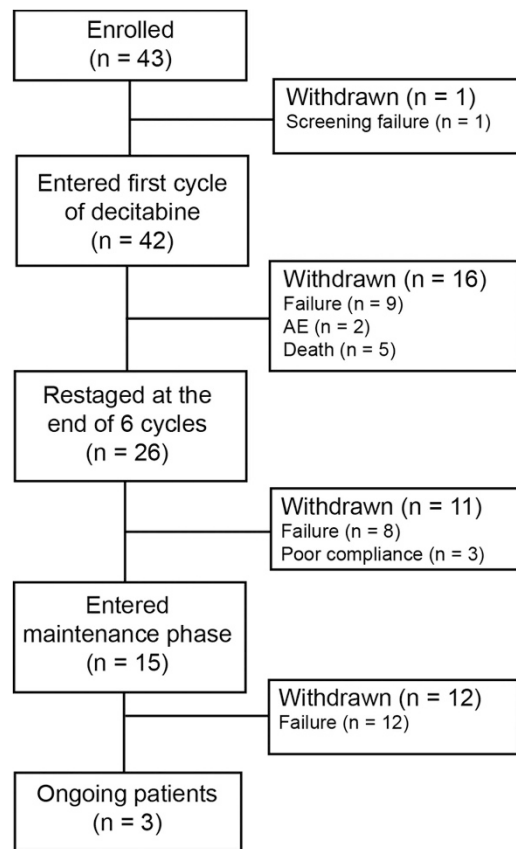 Enrolled
(n = 43)
Withdrawn (n = 1)
Screening failure (n = 1)
Entered first cycle
of decitabine
(n = 42)
Withdrawn (n = 16)
Failure (n = 9)
AE (n = 2)
Death (n = 5)
Restaged at the
end of 6 cycles
(n = 26)
Withdrawn (n = 11)
Failure (n = 8)
Poor compliance (n = 3)
Entered
maintenance phase
(n = 15)
Withdrawn (n = 12)
Failure (n = 12)
Ongoing patients
(n = 3)